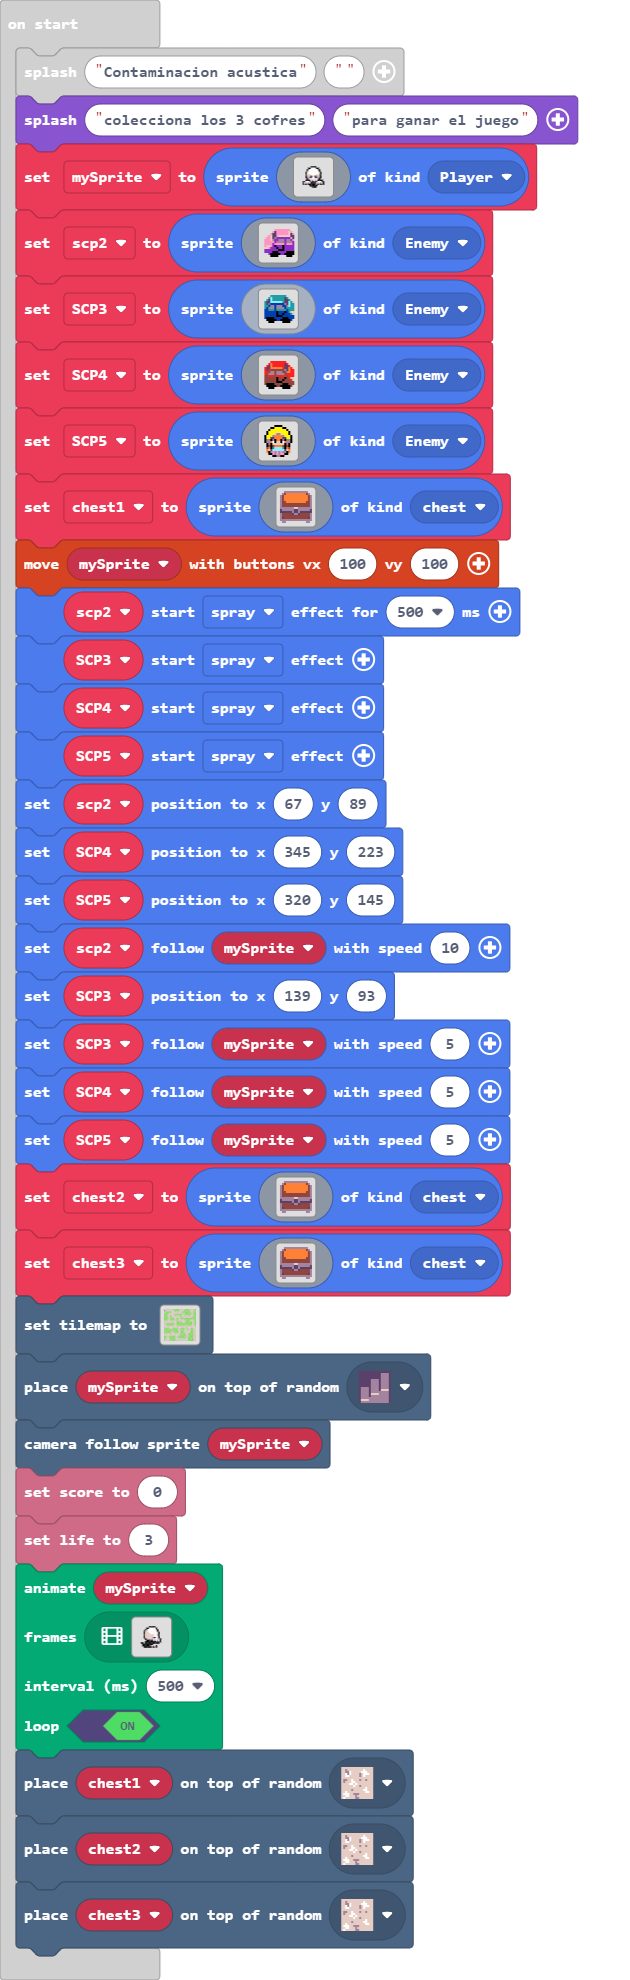 on start
splash "Contaminacion acustica" ""
splash "colecciona los 3 cofres" "para ganar el juego"
set mySprite to sprite of kind Player
set scp2 to sprite of kind Enemy
set SCP3 to sprite of kind Enemy
set SCP4 to sprite of kind Enemy
set SCP5 to sprite of kind Enemy
set chest1 to sprite of kind chest
move mySprite with buttons vx 100 vy 100
scp2 start spray effect for 500 ms
SCP3 start spray effect
SCP4 start spray effect
SCP5 start spray effect
set scp2 position to x 67 y 89
set SCP4 position to x 345 y 223
set SCP5 position to x 320 y 145
set scp2 follow mySprite with speed 10
set SCP3 position to x 139 y 93
set SCP3 follow mySprite with speed 5
set SCP4 follow mySprite with speed 5
set SCP5 follow mySprite with speed 5
set chest2 to sprite of kind chest
set chest3 to sprite of kind chest
set tilemap to
place mySprite on top of random
camera follow sprite mySprite
set score to 0
set life to 3
animate mySprite
frames
interval (ms) 500
loop ON
place chest1 on top of random
place chest2 on top of random
place chest3 on top of random